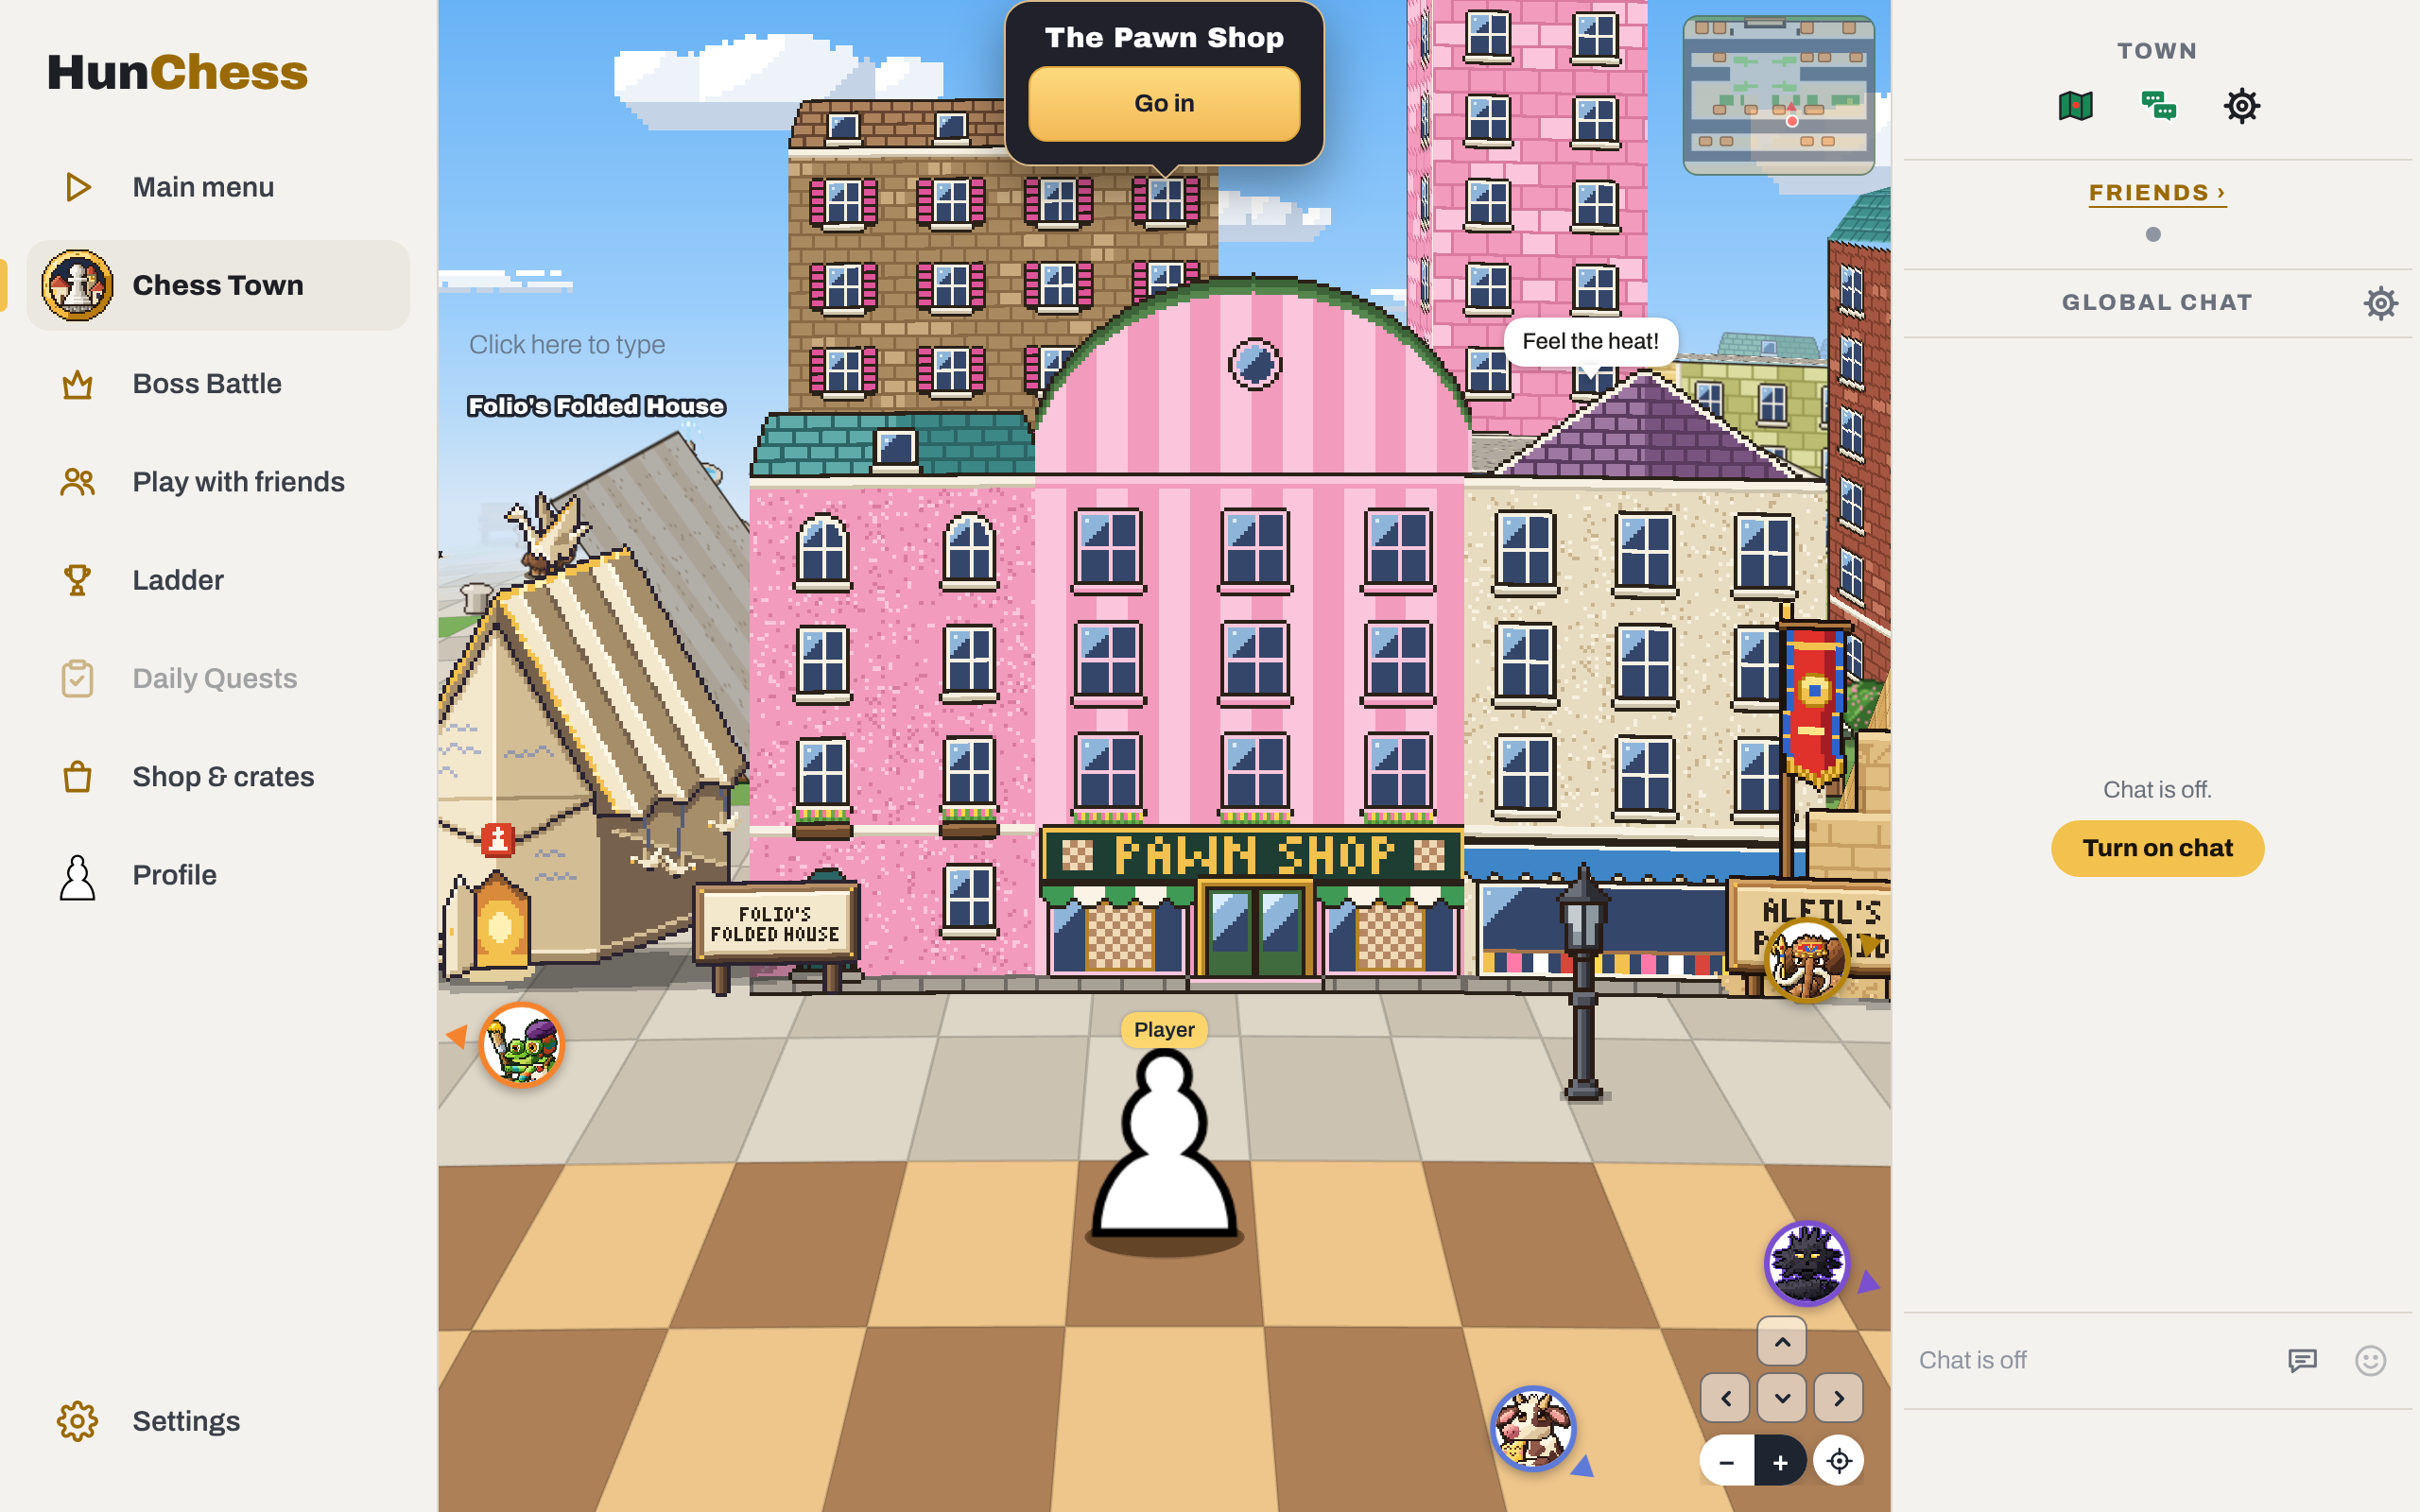 HunChess
Main menu
Chess Town
Boss Battle
Play with friends
Ladder
Daily Quests
Shop & crates
Profile
Settings
The Pawn Shop
Go in
Click here to type
Folio's Folded House
Feel the heat!
PAWN SHOP
FOLIO'S
FOLDED HOUSE
ALFIL'S
Player
TOWN
FRIENDS ›
GLOBAL CHAT
Chat is off.
Turn on chat
Chat is off